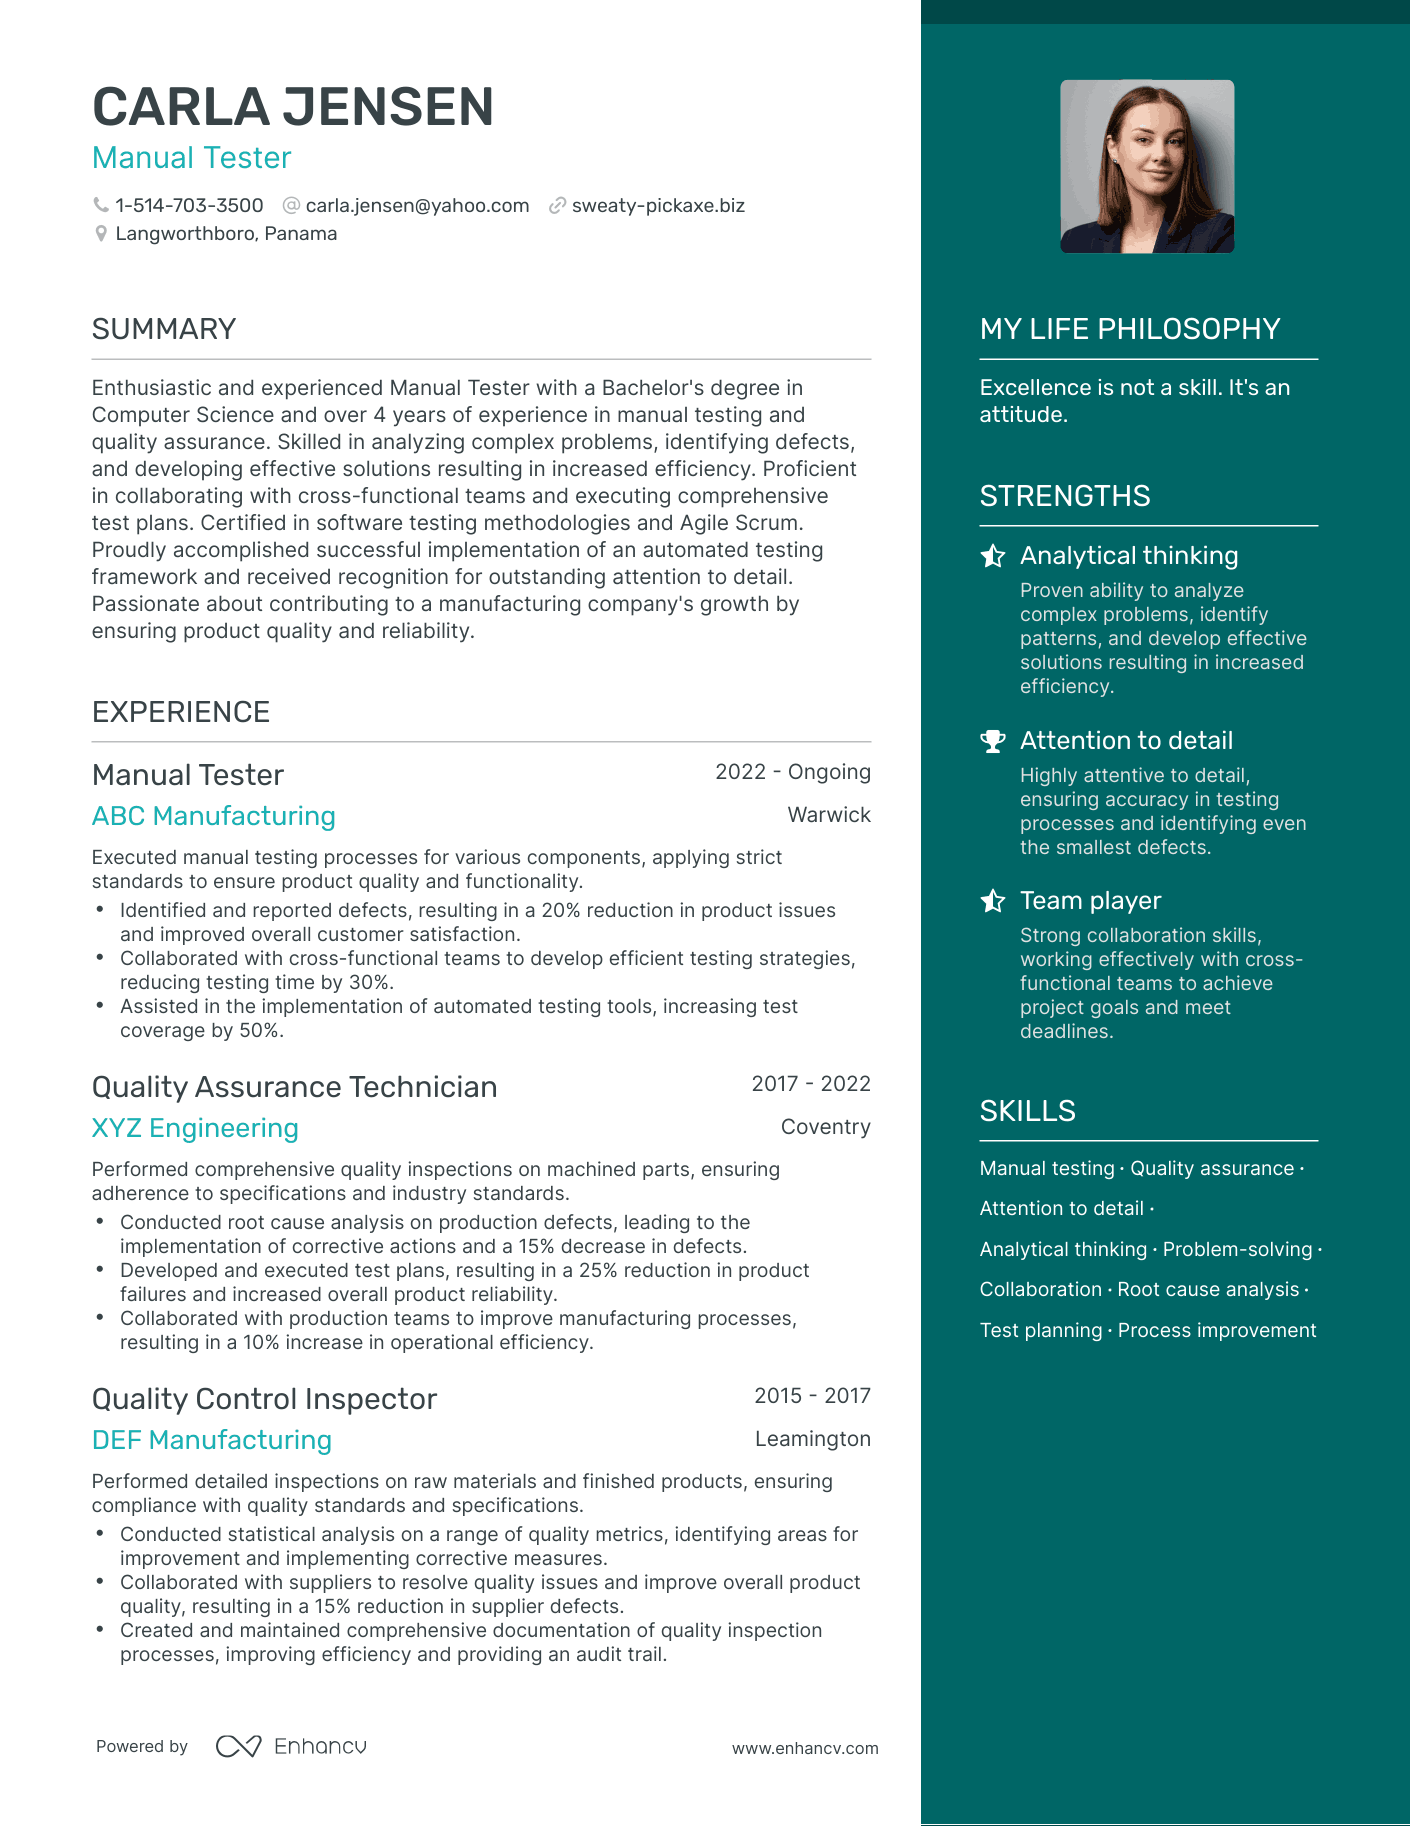 CARLA JENSEN
Manual Tester
1-514-703-3500 carla.jensen@yahoo.com sweaty-pickaxe.biz
Langworthboro, Panama
SUMMARY
Enthusiastic and experienced Manual Tester with a Bachelor's degree in
Computer Science and over 4 years of experience in manual testing and
quality assurance. Skilled in analyzing complex problems, identifying defects,
and developing effective solutions resulting in increased efficiency. Proficient
in collaborating with cross-functional teams and executing comprehensive
test plans. Certified in software testing methodologies and Agile Scrum.
Proudly accomplished successful implementation of an automated testing
framework and received recognition for outstanding attention to detail.
Passionate about contributing to a manufacturing company's growth by
ensuring product quality and reliability.
EXPERIENCE
Manual Tester 2022 - Ongoing
ABC Manufacturing Warwick
Executed manual testing processes for various components, applying strict
standards to ensure product quality and functionality.
• Identified and reported defects, resulting in a 20% reduction in product issues
and improved overall customer satisfaction.
• Collaborated with cross-functional teams to develop efficient testing strategies,
reducing testing time by 30%.
• Assisted in the implementation of automated testing tools, increasing test
coverage by 50%.
Quality Assurance Technician 2017 - 2022
XYZ Engineering Coventry
Performed comprehensive quality inspections on machined parts, ensuring
adherence to specifications and industry standards.
• Conducted root cause analysis on production defects, leading to the
implementation of corrective actions and a 15% decrease in defects.
• Developed and executed test plans, resulting in a 25% reduction in product
failures and increased overall product reliability.
• Collaborated with production teams to improve manufacturing processes,
resulting in a 10% increase in operational efficiency.
Quality Control Inspector 2015 - 2017
DEF Manufacturing Leamington
Performed detailed inspections on raw materials and finished products, ensuring
compliance with quality standards and specifications.
• Conducted statistical analysis on a range of quality metrics, identifying areas for
improvement and implementing corrective measures.
• Collaborated with suppliers to resolve quality issues and improve overall product
quality, resulting in a 15% reduction in supplier defects.
• Created and maintained comprehensive documentation of quality inspection
processes, improving efficiency and providing an audit trail.
Powered by Enhancv www.enhancv.com
MY LIFE PHILOSOPHY
Excellence is not a skill. It's an
attitude.
STRENGTHS
Analytical thinking
Proven ability to analyze
complex problems, identify
patterns, and develop effective
solutions resulting in increased
efficiency.
Attention to detail
Highly attentive to detail,
ensuring accuracy in testing
processes and identifying even
the smallest defects.
Team player
Strong collaboration skills,
working effectively with cross-
functional teams to achieve
project goals and meet
deadlines.
SKILLS
Manual testing · Quality assurance ·
Attention to detail ·
Analytical thinking · Problem-solving ·
Collaboration · Root cause analysis ·
Test planning · Process improvement